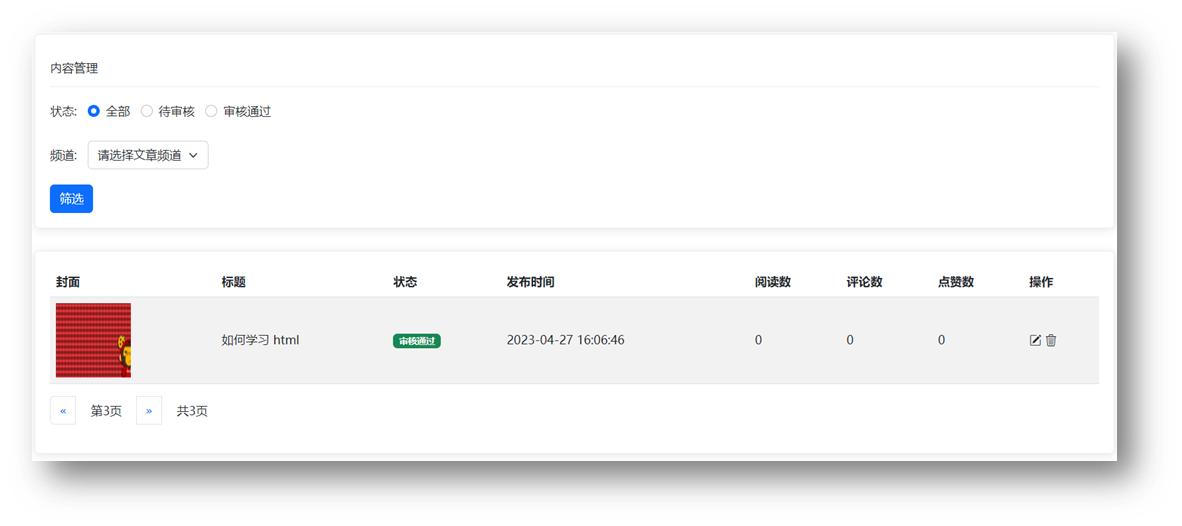 内容管理
状态: 全部 待审核 审核通过
频道: 请选择文章频道
筛选
封面 标题 状态 发布时间 阅读数 评论数 点赞数 操作
如何学习 html 审核通过 2023-04-27 16:06:46 0 0 0
« 第3页 » 共3页